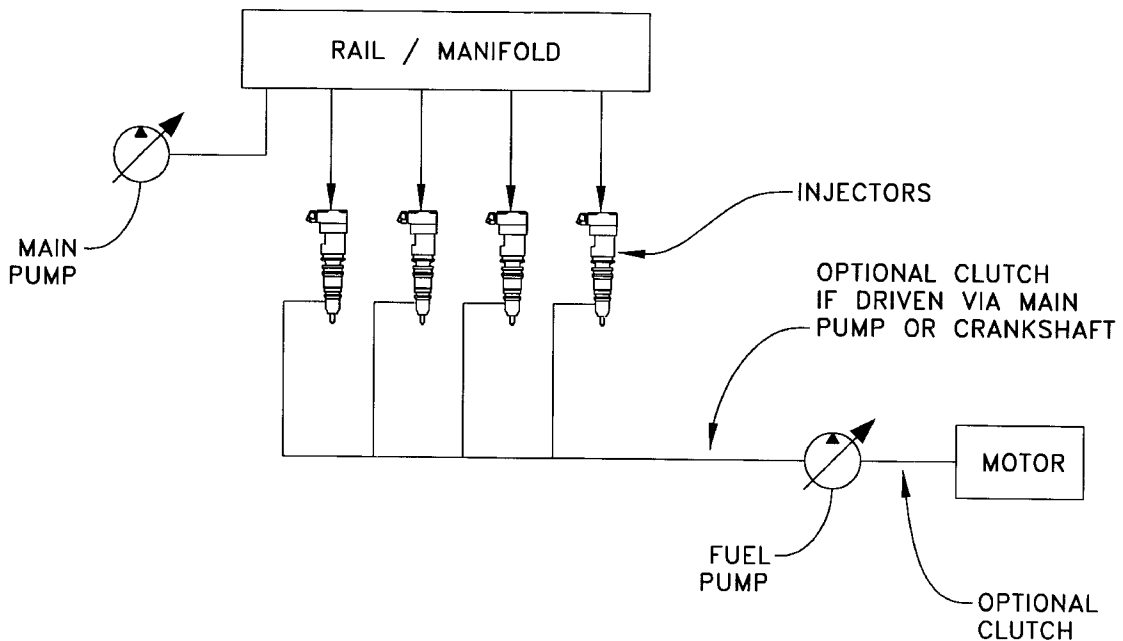 RAIL / MANIFOLD
INJECTORS
MAIN
PUMP
OPTIONAL CLUTCH
IF DRIVEN VIA MAIN
PUMP OR CRANKSHAFT
MOTOR
FUEL
PUMP
OPTIONAL
CLUTCH